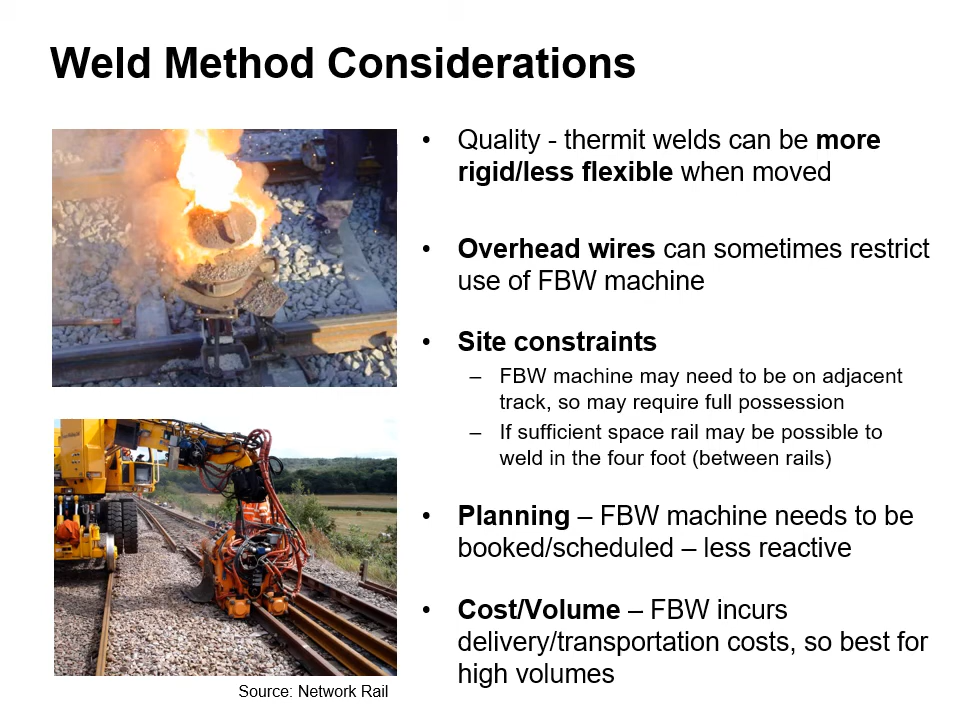 Weld Method Considerations
• Quality - thermit welds can be more
rigid/less flexible when moved
• Overhead wires can sometimes restrict
use of FBW machine
• Site constraints
– FBW machine may need to be on adjacent
track, so may require full possession
– If sufficient space rail may be possible to
weld in the four foot (between rails)
• Planning – FBW machine needs to be
booked/scheduled – less reactive
• Cost/Volume – FBW incurs
delivery/transportation costs, so best for
high volumes
Source: Network Rail